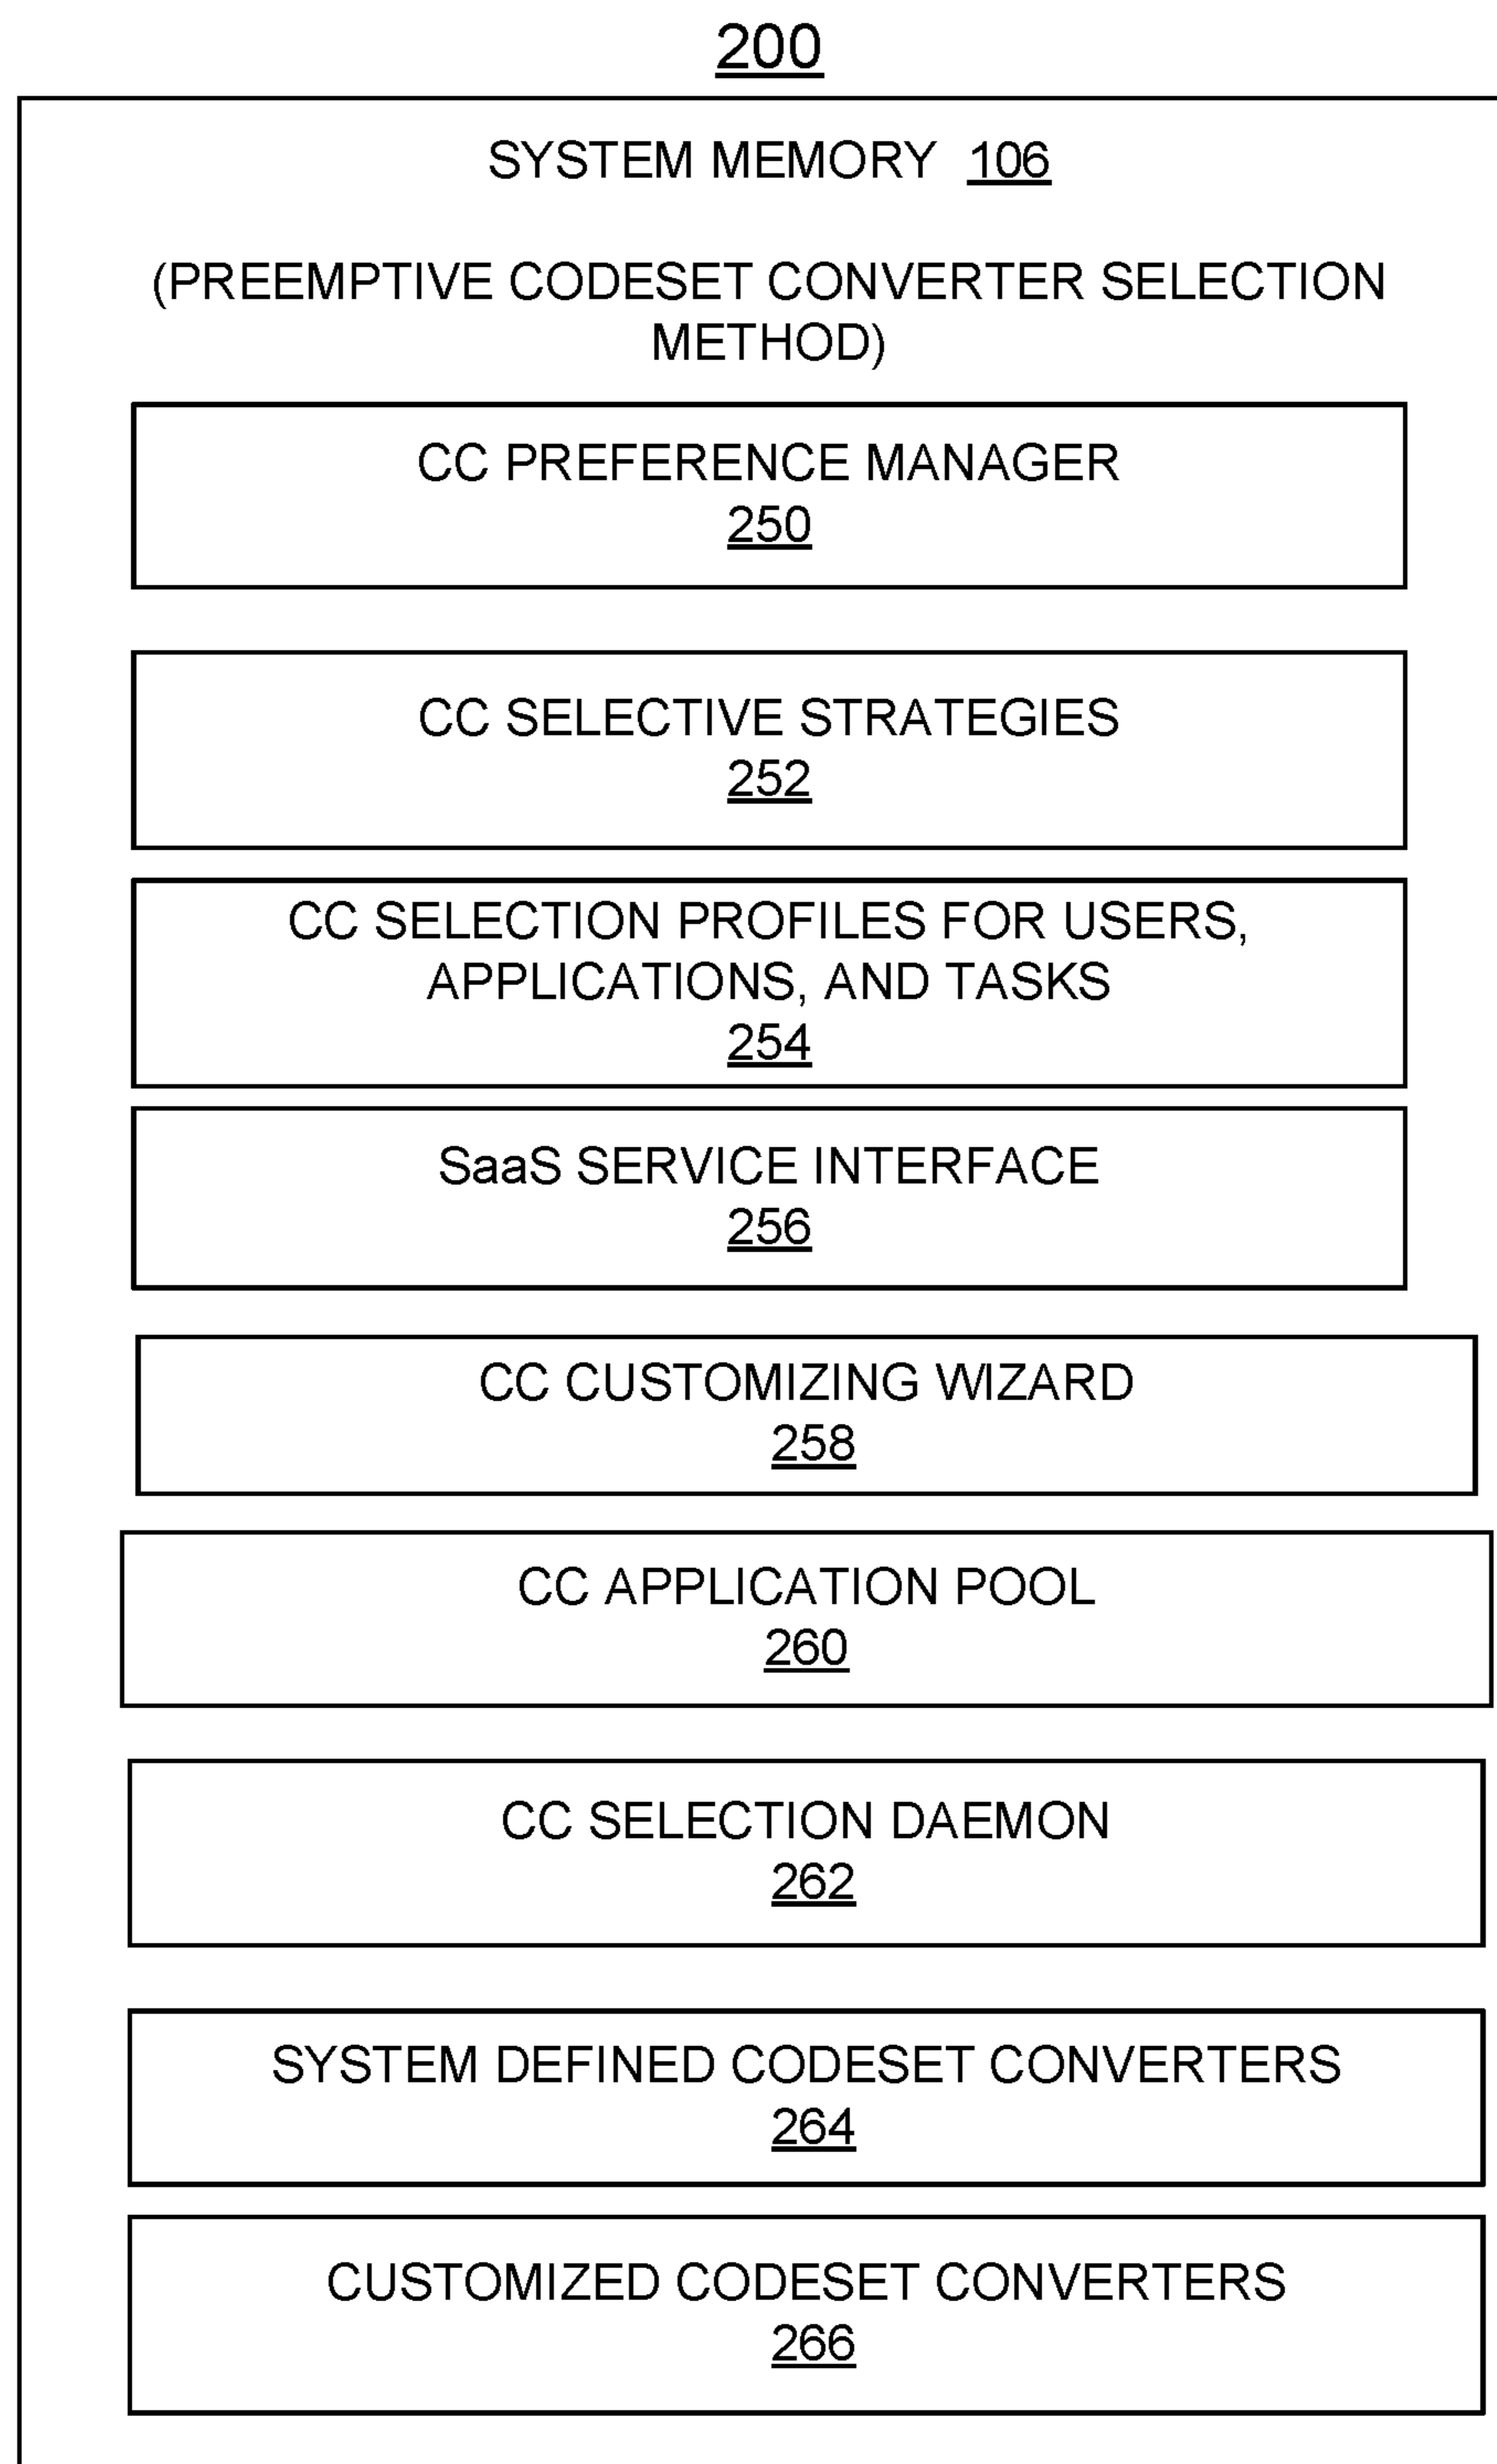 200
SYSTEM MEMORY 106
(PREEMPTIVE CODESET CONVERTER SELECTION
METHOD)
CC PREFERENCE MANAGER
250
CC SELECTIVE STRATEGIES
252
CC SELECTION PROFILES FOR USERS,
APPLICATIONS, AND TASKS
254
SaaS SERVICE INTERFACE
256
CC CUSTOMIZING WIZARD
258
CC APPLICATION POOL
260
CC SELECTION DAEMON
262
SYSTEM DEFINED CODESET CONVERTERS
264
CUSTOMIZED CODESET CONVERTERS
266